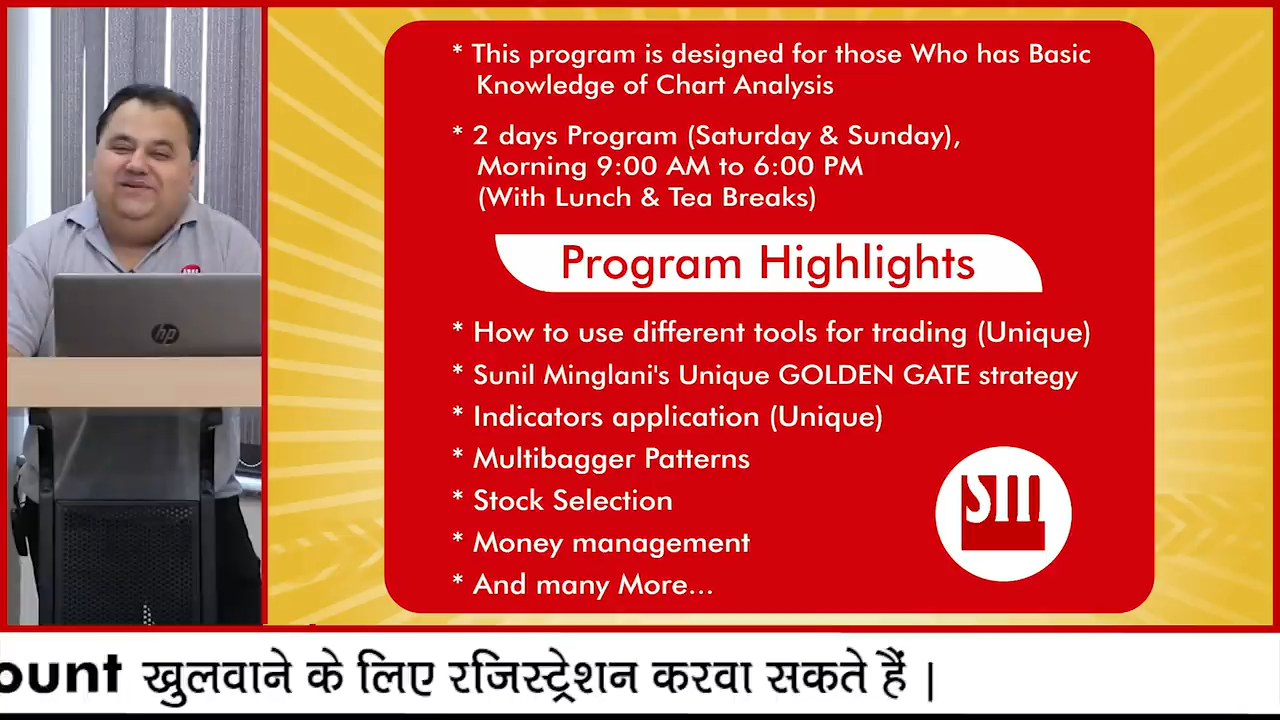 * This program is designed for those Who has Basic
Knowledge of Chart Analysis
* 2 days Program (Saturday & Sunday),
Morning 9:00 AM to 6:00 PM
(With Lunch & Tea Breaks)
Program Highlights
* How to use different tools for trading (Unique)
* Sunil Minglani's Unique GOLDEN GATE strategy
* Indicators application (Unique)
* Multibagger Patterns
* Stock Selection
* Money management
* And many More...
SM
hp
ount खुलवाने के लिए रजिस्ट्रेशन करवा सकते हैं |